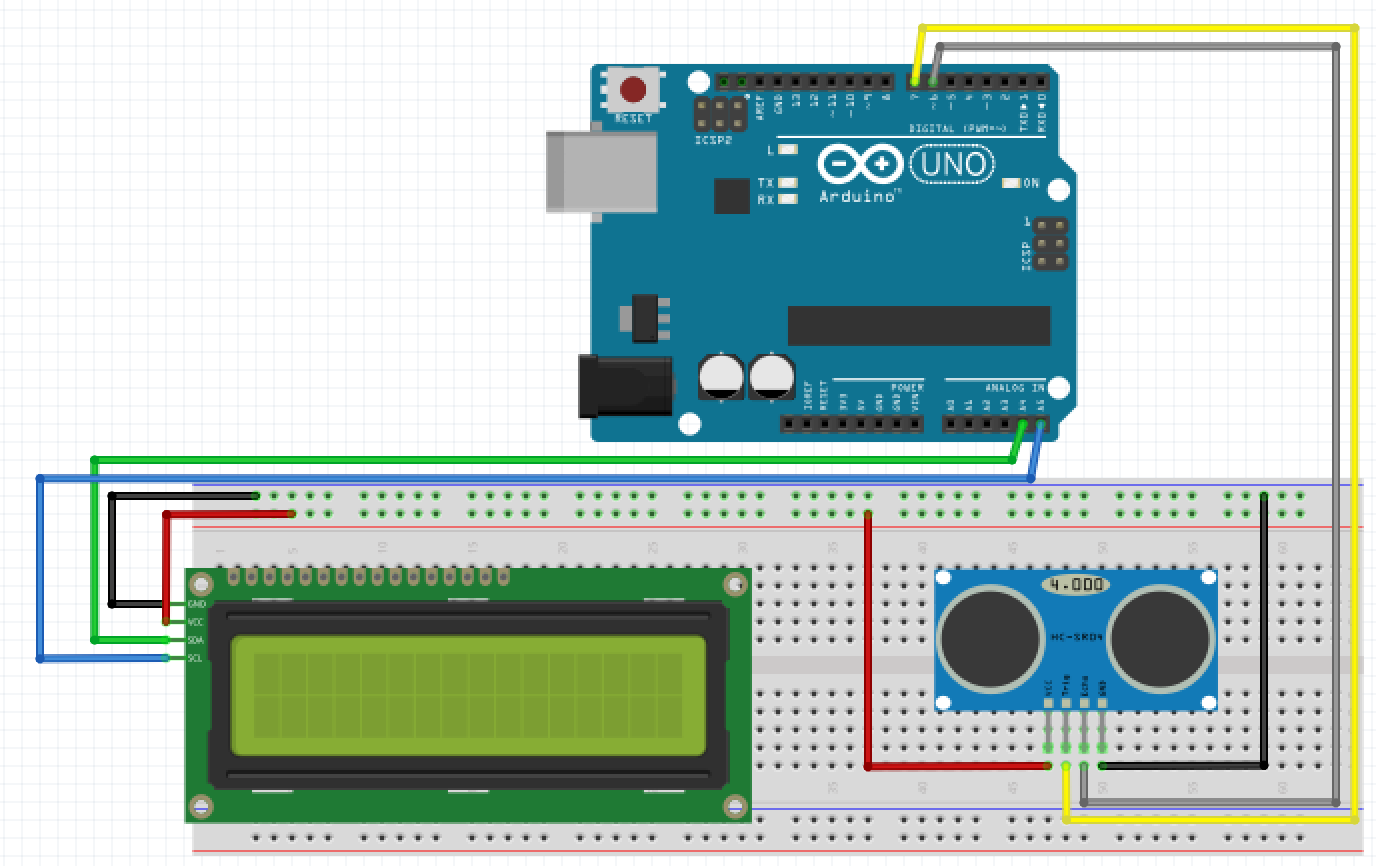 RESET
ICSP2
AREF
GND
13
12
~11
~10
~9
8
7
~6
~5
4
~3
2
TXD▶1
RXD◀0
DIGITAL (PWM=~)
L
TX
RX
UNO
Arduino™
ON
1
ICSP
POWER
ANALOG IN
IOREF
RESET
3V3
5V
GND
GND
VIN
A0
A1
A2
A3
A4
A5
1
5
10
15
20
25
30
35
40
45
50
55
60
GND
VCC
SDA
SCL
4.000
HC-SR04
VCC
Trig
Echo
GND
35
40
45
50
55
60